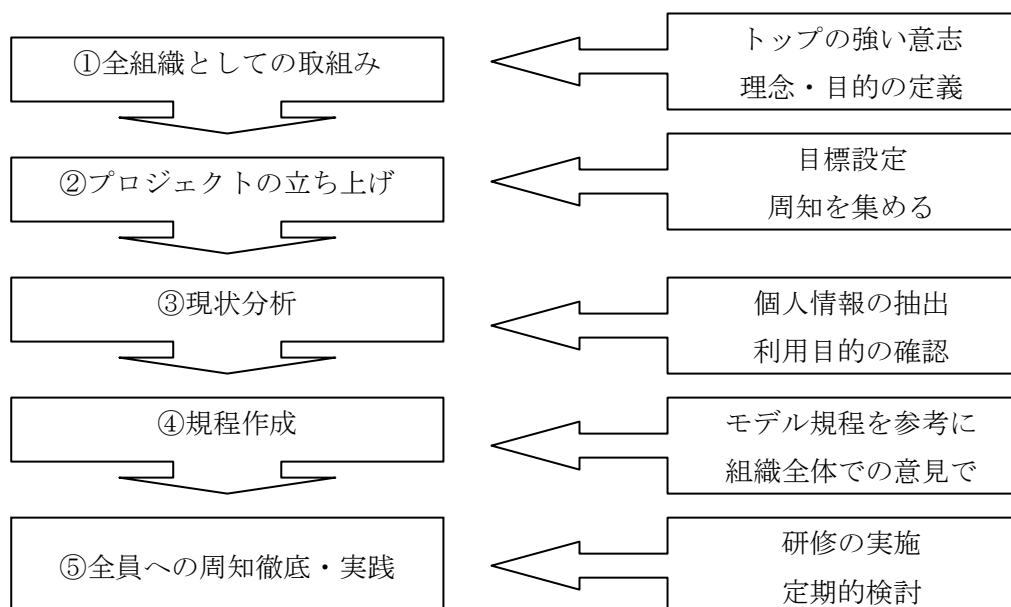 ①全組織としての取組み
トップの強い意志
理念・目的の定義
②プロジェクトの立ち上げ
目標設定
周知を集める
③現状分析
個人情報の抽出
利用目的の確認
④規程作成
モデル規程を参考に
組織全体での意見で
⑤全員への周知徹底・実践
研修の実施
定期的検討